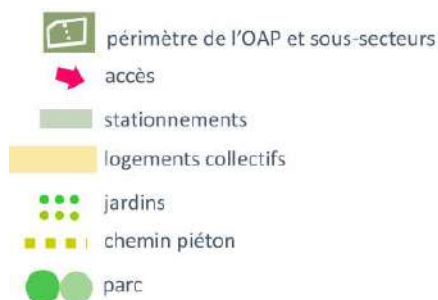 périmètre de l'OAP et sous-secteurs
accès
stationnements
logements collectifs
jardins
chemin piéton
parc